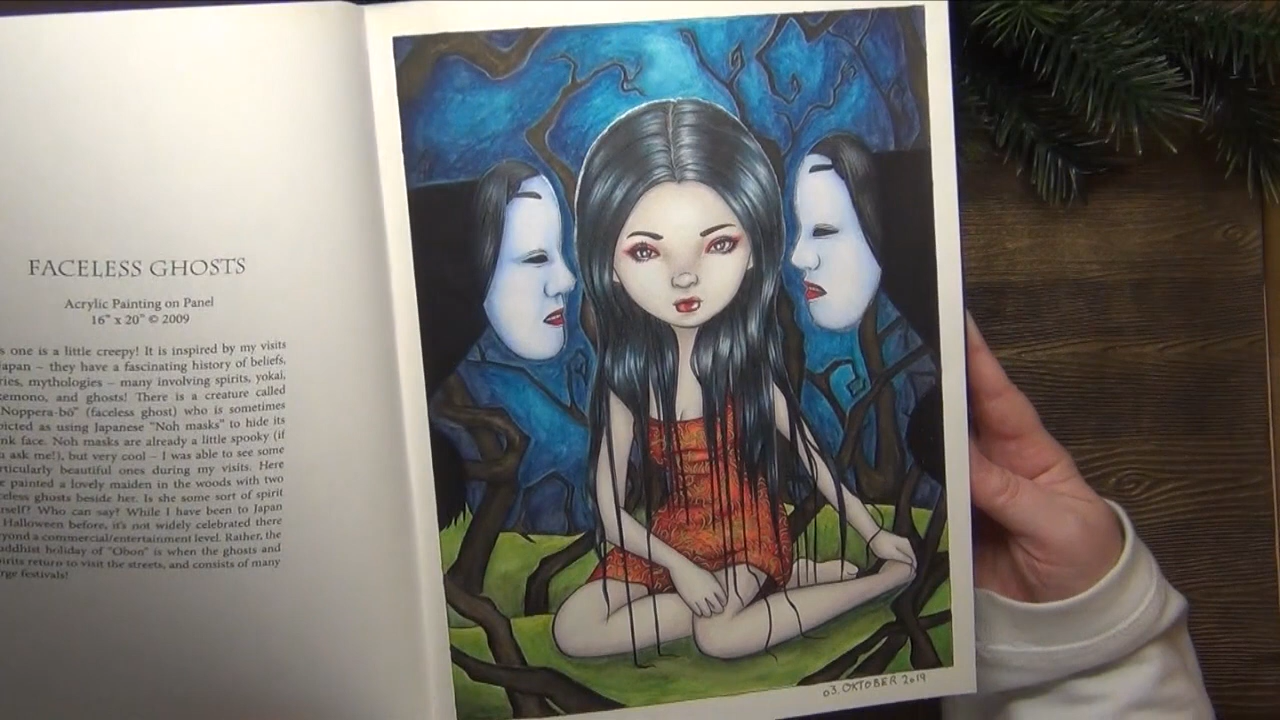 FACELESS GHOSTS
Acrylic Painting on Panel
16" x 20" © 2009
one is a little creepy! It is inspired by my visits
apan – they have a fascinating history of beliefs,
ries, mythologies – many involving spirits, yokai,
kemono, and ghosts! There is a creature called
Noppera-bō" (faceless ghost) who is sometimes
picted as using Japanese "Noh masks" to hide its
nk face. Noh masks are already a little spooky (if
ask me!), but very cool – I was able to see some
rticularly beautiful ones during my visits. Here
painted a lovely maiden in the woods with two
celess ghosts beside her. Is she some sort of spirit
rself? Who can say? While I have been to Japan
Halloween before, it's not widely celebrated there
yond a commercial/entertainment level. Rather, the
uddhist holiday of "Obon" is when the ghosts and
irits return to visit the streets, and consists of many
rge festivals!
03. OKTOBER 2019